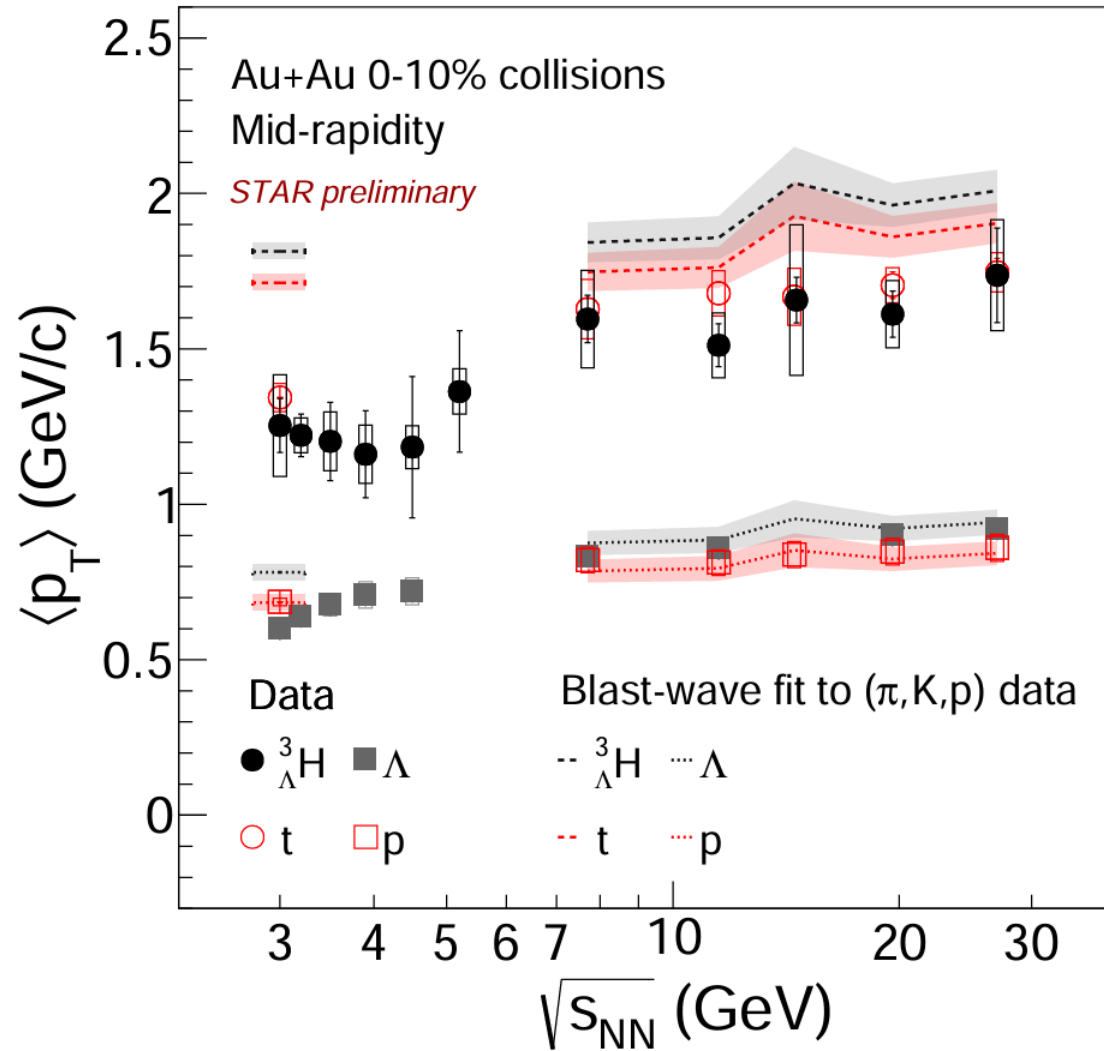 ⟨p_T⟩ (GeV/c)
2.5
2
1.5
1
0.5
0
Au+Au 0-10% collisions
Mid-rapidity
STAR preliminary
Data
³_ΛH Λ
t p
Blast-wave fit to (π,K,p) data
³_ΛH Λ
t p
3 4 5 6 7 10 20 30
√s_NN (GeV)